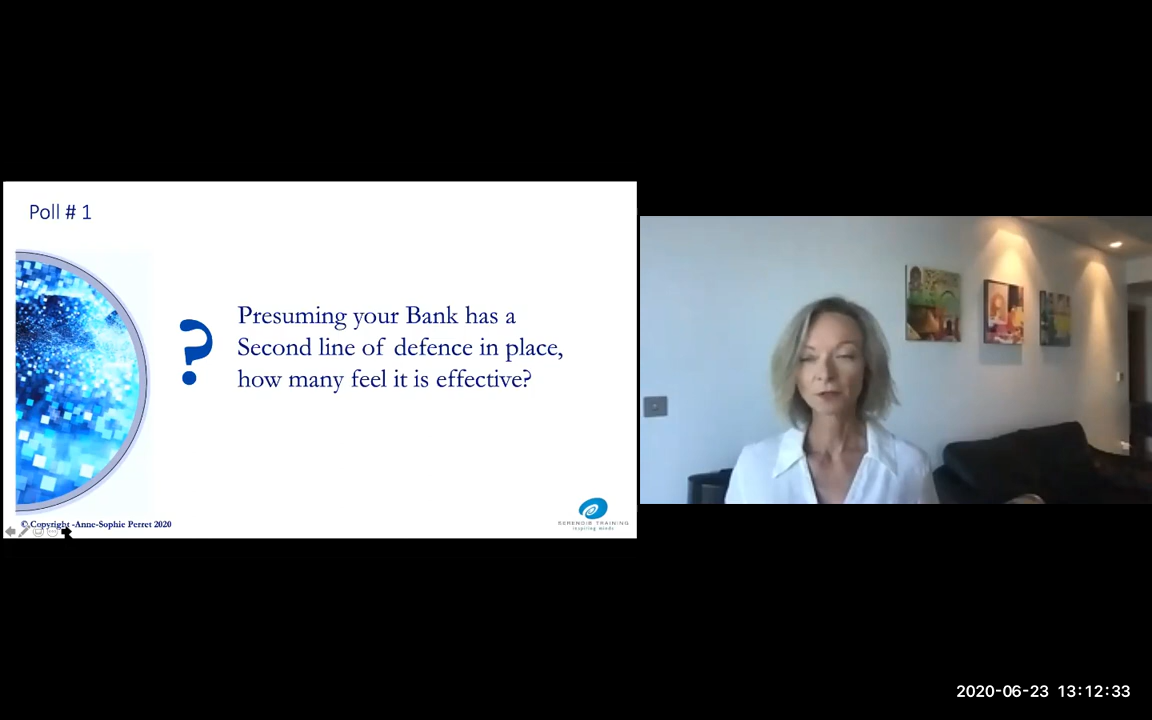 Poll # 1
?
Presuming your Bank has a
Second line of defence in place,
how many feel it is effective?
© Copyright -Anne-Sophie Perret 2020
SERENDIB TRAINING
inspiring minds
2020-06-23 13:12:33